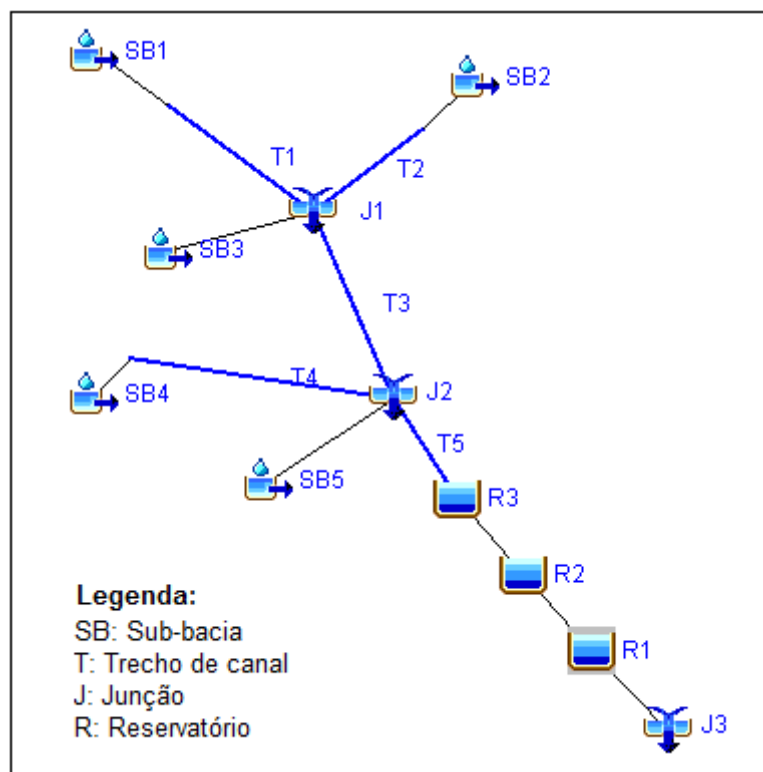 SB1
SB2
T1
T2
J1
SB3
T3
T4
J2
SB4
T5
SB5
R3
R2
Legenda:
SB: Sub-bacia
T: Trecho de canal
R1
J: Junção
R: Reservatório
J3